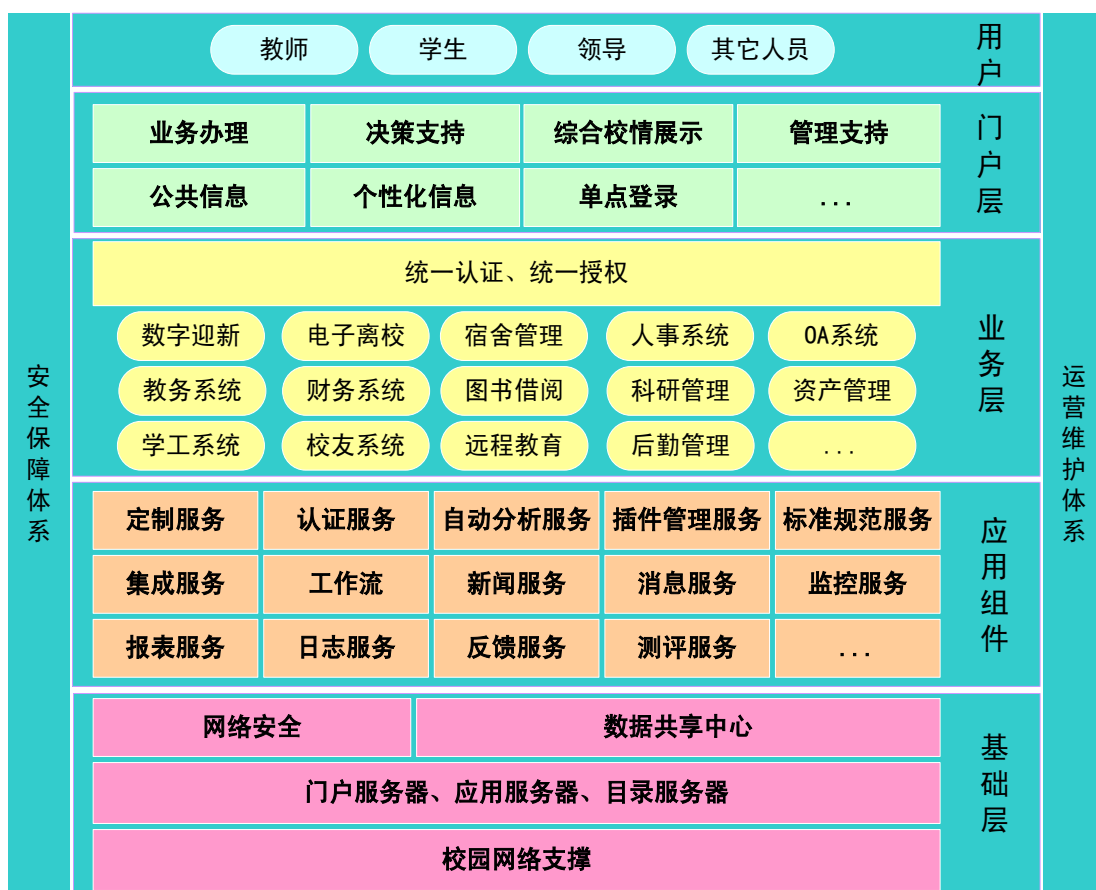 教师
学生
领导
其它人员
用户
业务办理
决策支持
综合校情展示
管理支持
公共信息
个性化信息
单点登录
...
门户层
统一认证、统一授权
数字迎新
电子离校
宿舍管理
人事系统
OA系统
教务系统
财务系统
图书借阅
科研管理
资产管理
学工系统
校友系统
远程教育
后勤管理
...
业务层
定制服务
认证服务
自动分析服务
插件管理服务
标准规范服务
集成服务
工作流
新闻服务
消息服务
监控服务
报表服务
日志服务
反馈服务
测评服务
...
应用组件
网络安全
数据共享中心
门户服务器、应用服务器、目录服务器
校园网络支撑
基础层
安全保障体系
运营维护体系